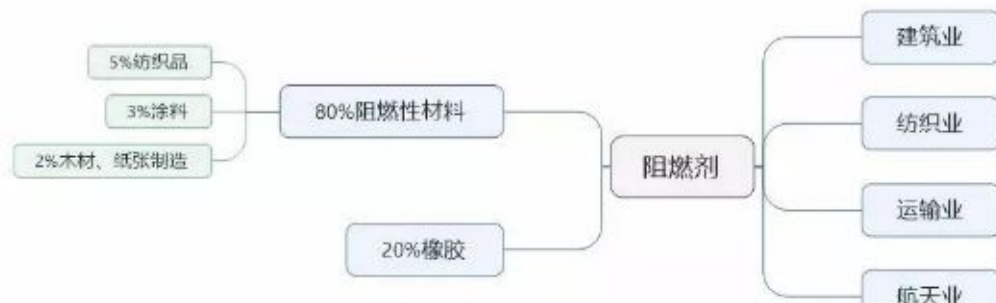 5%纺织品
3%涂料
2%木材、纸张制造
80%阻燃性材料
20%橡胶
阻燃剂
建筑业
纺织业
运输业
航天业